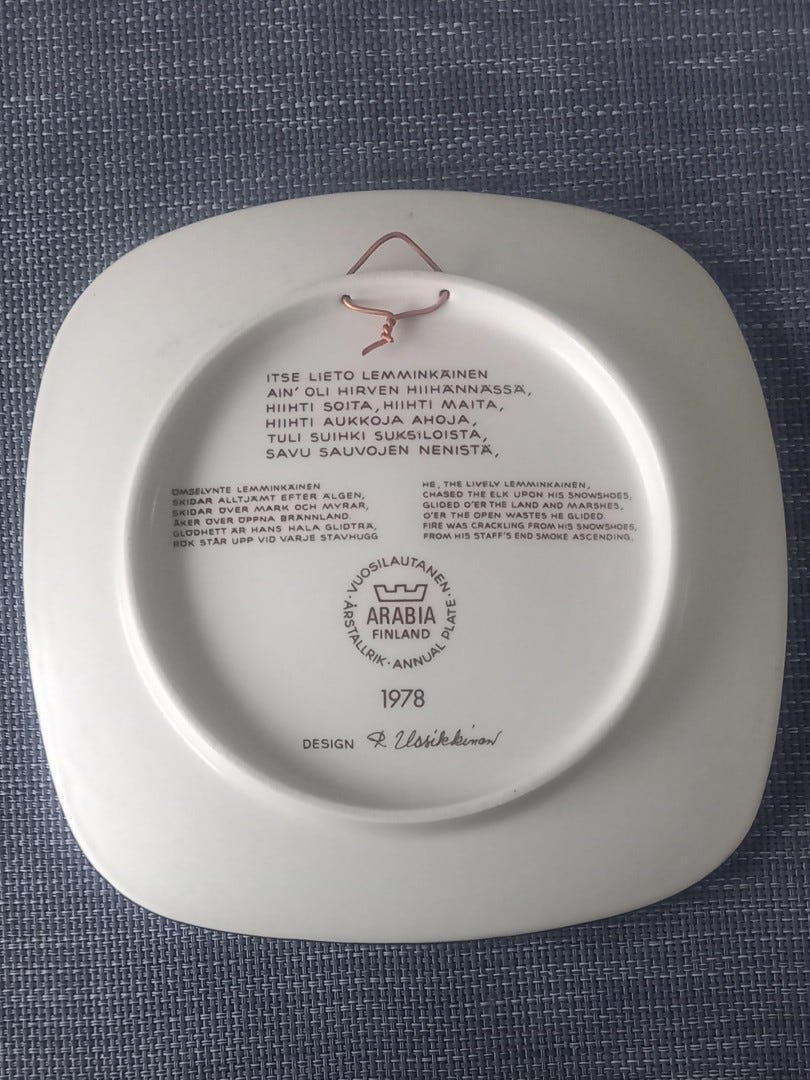 ITSE LIETO LEMMINKÄINEN
AIN' OLI HIRVEN HIIHÄNNÄSSÄ,
HIIHTI SOITA, HIIHTI MAITA,
HIIHTI AUKKOJA AHOJA,
TULI SUIHKI SUKSILOISTA,
SAVU SAUVOJEN NENISTÄ,
ÖMSELYNTE LEMMINKÄINEN
SKIDAR ALLTJÄMT EFTER ÄLGEN,
SKIDAR ÖVER MARK OCH MYRAR,
ÅKER ÖVER ÖPPNA BRÄNNLAND.
GLÖDHETT ÄR HANS HALA GLIDTRÄ,
RÖK STÅR UPP VID VARJE STAVHUGG
HE, THE LIVELY LEMMINKAINEN,
CHASED THE ELK UPON HIS SNOWSHOES,
GLIDED O'ER THE LAND AND MARSHES,
O'ER THE OPEN WASTES HE GLIDED.
FIRE WAS CRACKLING FROM HIS SNOWSHOES,
FROM HIS STAFF'S END SMOKE ASCENDING,
· VUOSILAUTANEN ·
ARABIA
FINLAND
ÅRSTALLRIK · ANNUAL PLATE
1978
DESIGN R. Uosikkinen